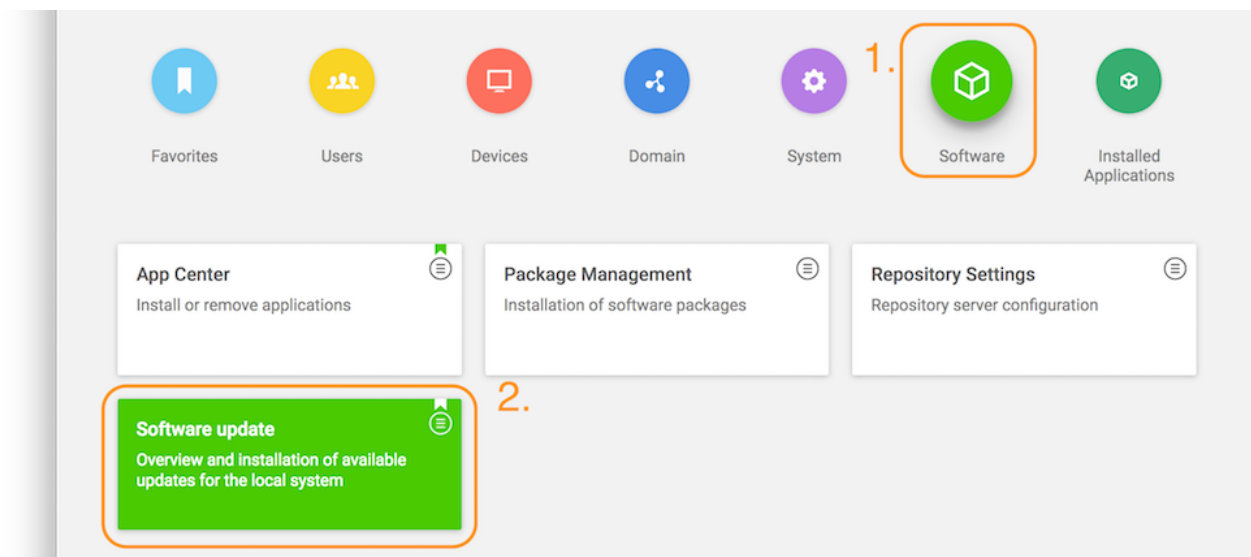 1.
Favorites
Users
Devices
Domain
System
Software
Installed
Applications
App Center
Install or remove applications
Package Management
Installation of software packages
Repository Settings
Repository server configuration
2.
Software update
Overview and installation of available
updates for the local system